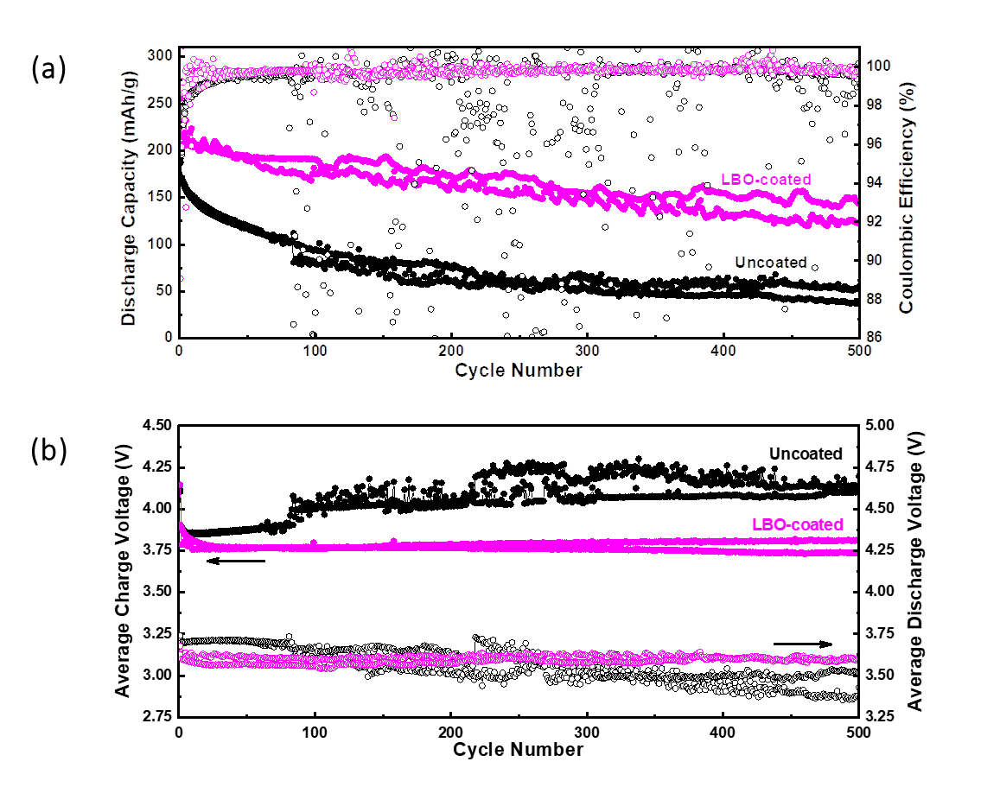 (a)
Discharge Capacity (mAh/g)
300
250
200
150
100
50
0
LBO-coated
Uncoated
100
98
96
94
92
90
88
86
Coulombic Efficiency (%)
0 100 200 300 400 500
Cycle Number
(b)
Average Charge Voltage (V)
4.50
4.25
4.00
3.75
3.50
3.25
3.00
2.75
Uncoated
LBO-coated
5.00
4.75
4.50
4.25
4.00
3.75
3.50
3.25
Average Discharge Voltage (V)
0 100 200 300 400 500
Cycle Number